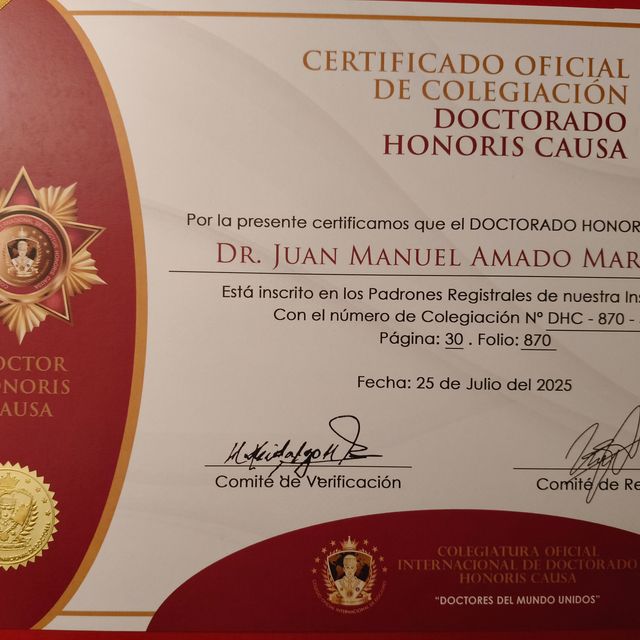 CERTIFICADO OFICIAL
DE COLEGIACIÓN
DOCTORADO
HONORIS CAUSA
Por la presente certificamos que el DOCTORADO HONOR
DR. JUAN MANUEL AMADO MAR
Está inscrito en los Padrones Registrales de nuestra Ins
Con el número de Colegiación Nº DHC - 870 -
Página: 30 . Folio: 870
Fecha: 25 de Julio del 2025
Comité de Verificación
Comité de Re
OCTOR
ONORIS
AUSA
COLEGIATURA OFICIAL
INTERNACIONAL DE DOCTORADO
HONORIS CAUSA
"DOCTORES DEL MUNDO UNIDOS"